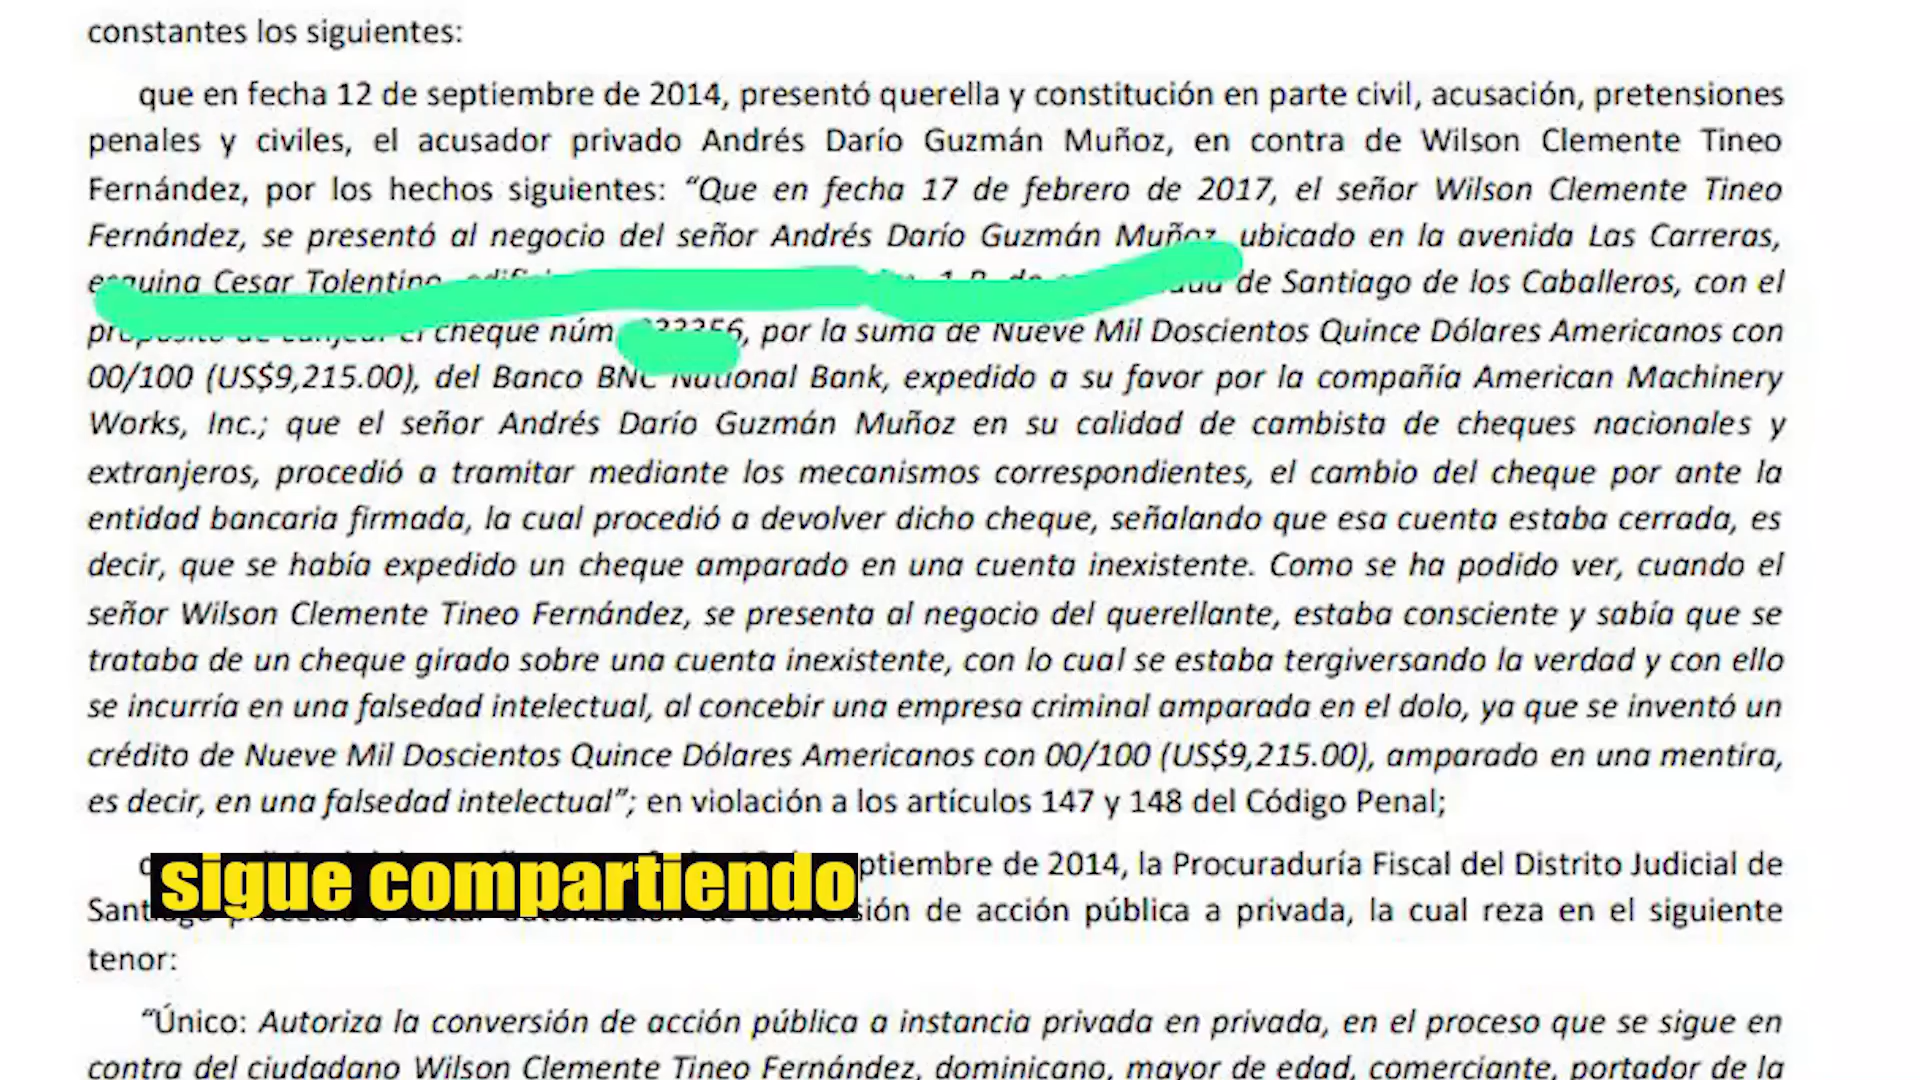 constantes los siguientes:
que en fecha 12 de septiembre de 2014, presentó querella y constitución en parte civil, acusación, pretensiones
penales y civiles, el acusador privado Andrés Darío Guzmán Muñoz, en contra de Wilson Clemente Tineo
Fernández, por los hechos siguientes: “Que en fecha 17 de febrero de 2017, el señor Wilson Clemente Tineo
Fernández, se presentó al negocio del señor Andrés Darío Guzmán Muñoz, ubicado en la avenida Las Carreras,
esquina Cesar Tolentino, de Santiago de los Caballeros, con el
el cheque núm. por la suma de Nueve Mil Doscientos Quince Dólares Americanos con
00/100 (US$9,215.00), del Banco BNC National Bank, expedido a su favor por la compañía American Machinery
Works, Inc.; que el señor Andrés Darío Guzmán Muñoz en su calidad de cambista de cheques nacionales y
extranjeros, procedió a tramitar mediante los mecanismos correspondientes, el cambio del cheque por ante la
entidad bancaria firmada, la cual procedió a devolver dicho cheque, señalando que esa cuenta estaba cerrada, es
decir, que se había expedido un cheque amparado en una cuenta inexistente. Como se ha podido ver, cuando el
señor Wilson Clemente Tineo Fernández, se presenta al negocio del querellante, estaba consciente y sabía que se
trataba de un cheque girado sobre una cuenta inexistente, con lo cual se estaba tergiversando la verdad y con ello
se incurría en una falsedad intelectual, al concebir una empresa criminal amparada en el dolo, ya que se inventó un
crédito de Nueve Mil Doscientos Quince Dólares Americanos con 00/100 (US$9,215.00), amparado en una mentira,
es decir, en una falsedad intelectual”; en violación a los artículos 147 y 148 del Código Penal;
septiembre de 2014, la Procuraduría Fiscal del Distrito Judicial de
sigue compartiendo
Santiago conversión de acción pública a privada, la cual reza en el siguiente
tenor:
“Único: Autoriza la conversión de acción pública a instancia privada en privada, en el proceso que se sigue en
contra del ciudadano Wilson Clemente Tineo Fernández, dominicano, mayor de edad, comerciante, portador de la